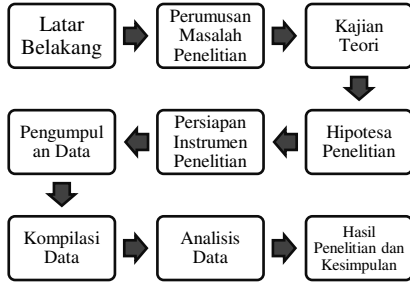 Latar
Belakang
Perumusan
Masalah
Penelitian
Kajian
Teori
Hipotesa
Penelitian
Persiapan
Instrumen
Penelitian
Pengumpul
an Data
Kompilasi
Data
Analisis
Data
Hasil
Penelitian dan
Kesimpulan